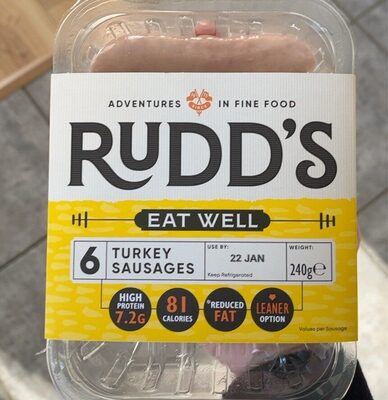 ADVENTURES IN FINE FOOD
SINCE
RUDD'S
EAT WELL
6 TURKEY SAUSAGES
USE BY:
22 JAN
Keep Refrigerated
WEIGHT:
240g℮
HIGH PROTEIN 7.2G
81 CALORIES
*REDUCED FAT
LEANER OPTION
Values per Sausage